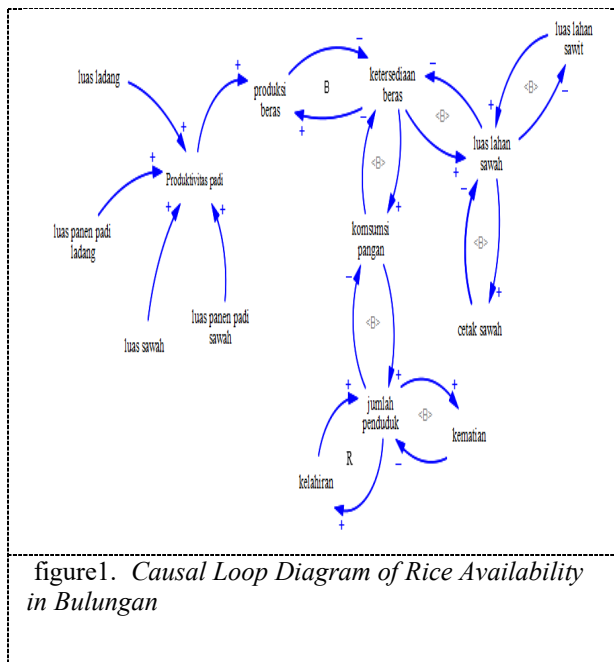 luas lahan
sawit
luas ladang
produksi
beras
B
ketersediaan
beras
<B>
<B>
luas lahan
sawah
Produktivitas padi
<B>
luas panen padi
ladang
komsumsi
pangan
<B>
luas sawah
luas panen padi
sawah
<B>
cetak sawah
jumlah
penduduk
<B>
kematian
R
kelahiran
+
+
+
+
+
+
−
+
−
−
+
+
−
−
+
−
+
−
+
+
+
−
+
figure1. Causal Loop Diagram of Rice Availability
in Bulungan